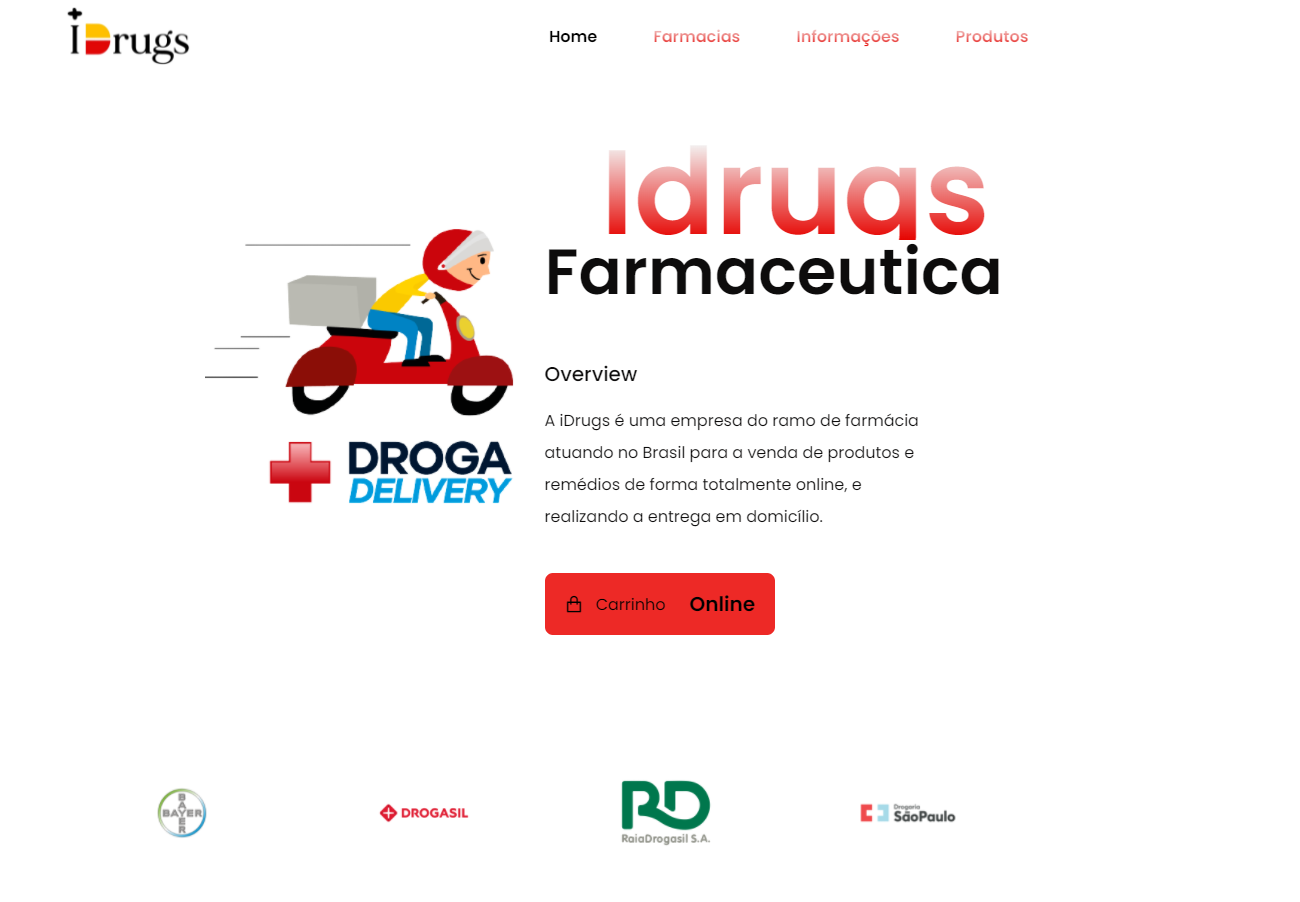 iDrugs
Home Farmacias Informações Produtos
Idrugs
Farmaceutica
Overview
A iDrugs é uma empresa do ramo de farmácia
atuando no Brasil para a venda de produtos e
remédios de forma totalmente online, e
realizando a entrega em domicílio.
DROGA
DELIVERY
Carrinho Online
BAYER
BAYER
DROGASIL
RD
RaiaDrogasil S.A.
Drogaria
SãoPaulo